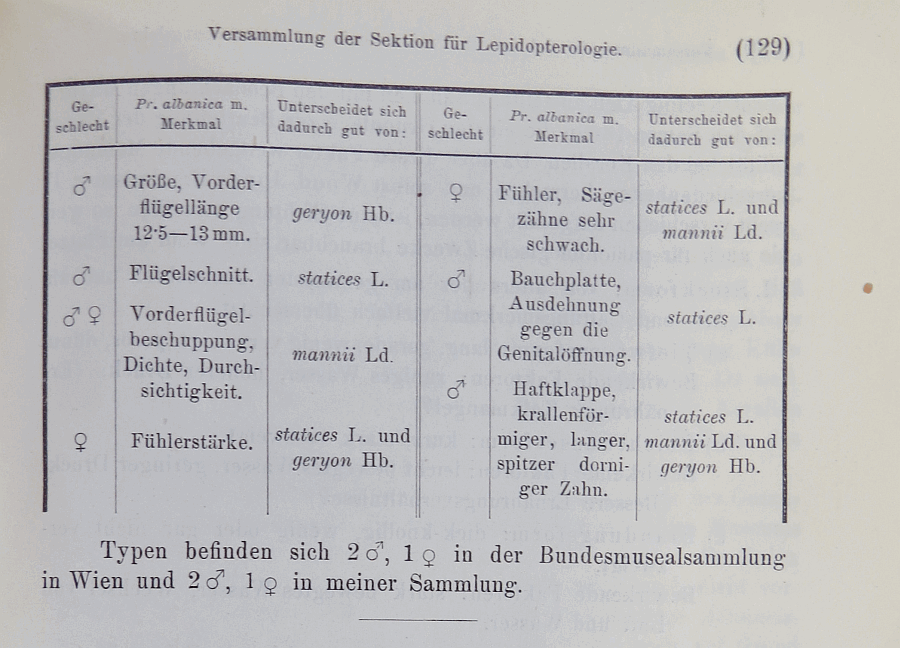 Versammlung der Sektion für Lepidopterologie.
(129)
Ge-
schlecht
Pr. albanica m.
Merkmal
Unterscheidet sich
dadurch gut von:
♂
Größe, Vorder-
flügellänge
12·5—13 mm.
geryon Hb.
♂
Flügelschnitt.
statices L.
♂ ♀
Vorderflügel-
beschuppung,
Dichte, Durch-
sichtigkeit.
mannii Ld.
♀
Fühlerstärke.
statices L. und
geryon Hb.
Ge-
schlecht
Pr. albanica m.
Merkmal
Unterscheidet sich
dadurch gut von:
♀
Fühler, Säge-
zähne sehr
schwach.
statices L. und
mannii Ld.
♂
Bauchplatte,
Ausdehnung
gegen die
Genitalöffnung.
statices L.
♂
Haftklappe,
krallenför-
miger, langer,
spitzer dorni-
ger Zahn.
statices L.
mannii Ld. und
geryon Hb.
Typen befinden sich 2 ♂, 1 ♀ in der Bundesmusealsammlung
in Wien und 2 ♂, 1 ♀ in meiner Sammlung.